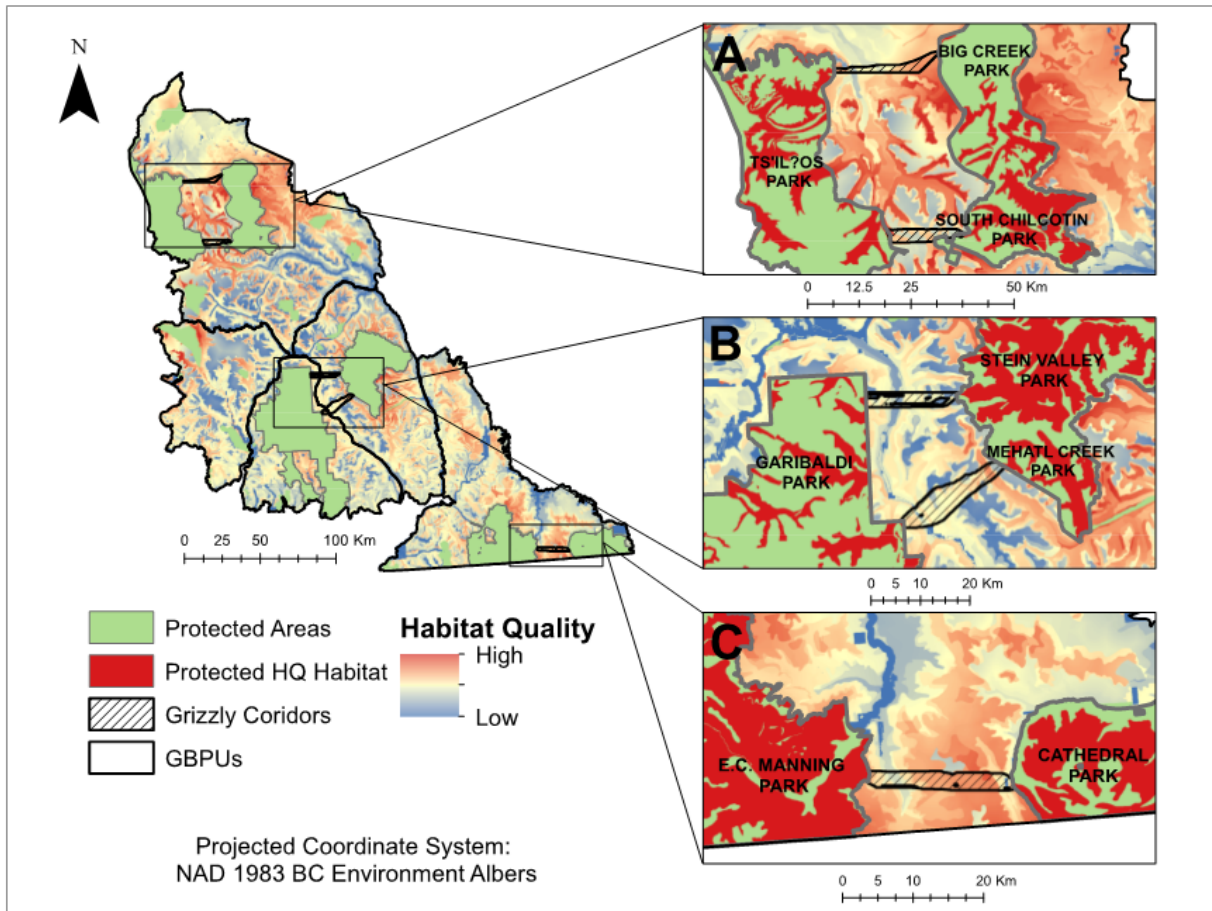 N
0 25 50 100 Km
Protected Areas
Protected HQ Habitat
Grizzly Coridors
GBPUs
Habitat Quality
High
Low
Projected Coordinate System:
NAD 1983 BC Environment Albers
A
BIG CREEK
PARK
TS'IL?OS
PARK
SOUTH CHILCOTIN
PARK
0 12.5 25 50 Km
B
STEIN VALLEY
PARK
MEHATL CREEK
PARK
GARIBALDI
PARK
0 5 10 20 Km
C
E.C. MANNING
PARK
CATHEDRAL
PARK
0 5 10 20 Km